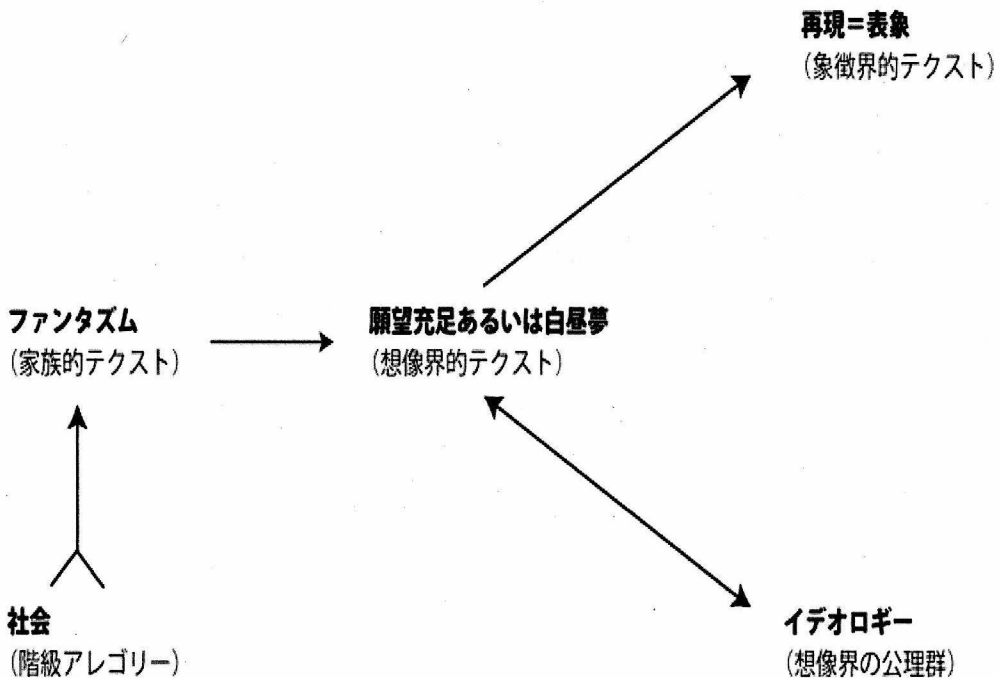 再現＝表象
（象徴界的テクスト）
ファンタズム
（家族的テクスト）
願望充足あるいは白昼夢
（想像界的テクスト）
社会
（階級アレゴリー）
イデオロギー
（想像界の公理群）